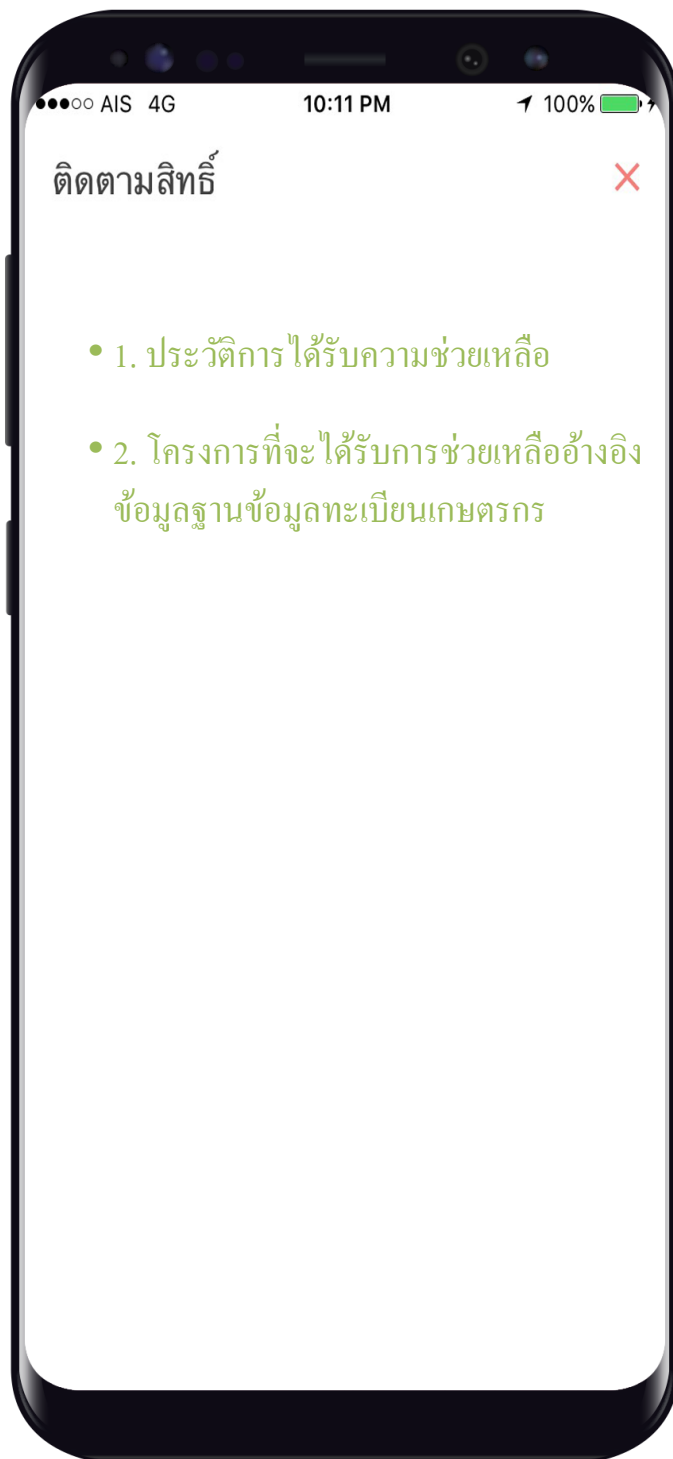 ●●●○○ AIS 4G 10:11 PM 100%
ติดตามสิทธิ์ ×
• 1. ประวัติการได้รับความช่วยเหลือ
• 2. โครงการที่จะได้รับการช่วยเหลืออ้างอิง
ข้อมูลฐานข้อมูลทะเบียนเกษตรกร